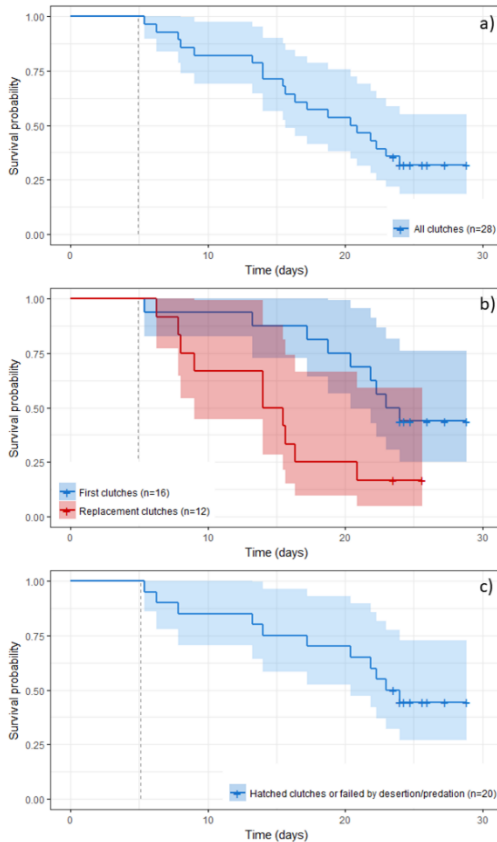 a)
Survival probability
1.00
0.75
0.50
0.25
0.00
All clutches (n=28)
0 10 20 30
Time (days)
b)
Survival probability
1.00
0.75
0.50
0.25
0.00
First clutches (n=16)
Replacement clutches (n=12)
0 10 20 30
Time (days)
c)
Survival probability
1.00
0.75
0.50
0.25
0.00
Hatched clutches or failed by desertion/predation (n=20)
0 10 20 30
Time (days)